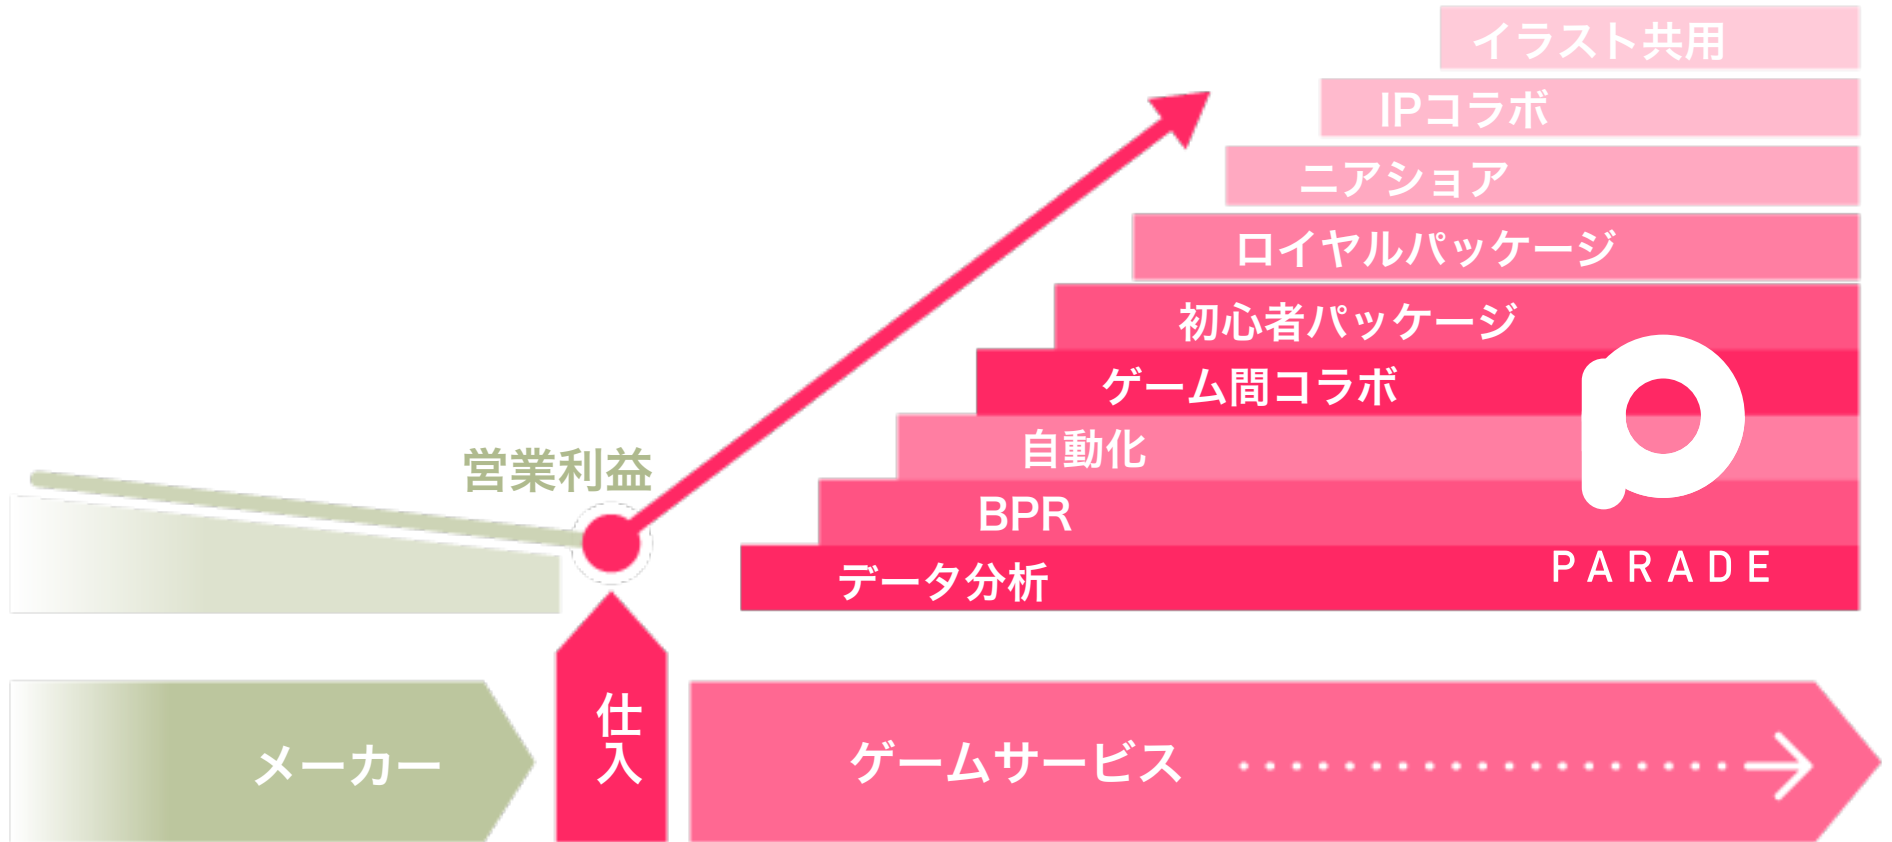 イラスト共用
IPコラボ
ニアショア
ロイヤルパッケージ
初心者パッケージ
ゲーム間コラボ
自動化
営業利益
BPR
データ分析
PARADE
メーカー
仕入
ゲームサービス